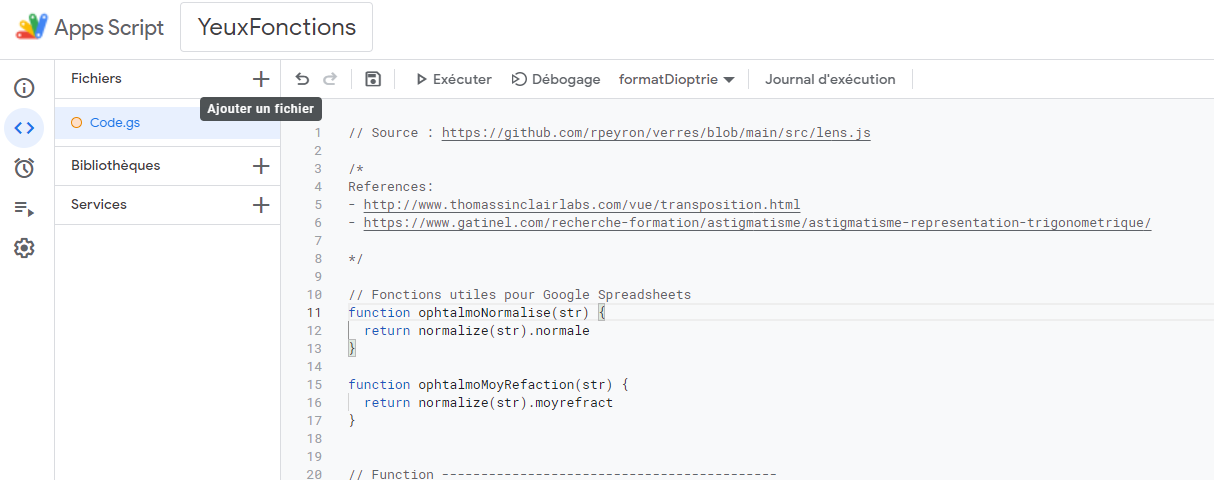 Apps Script YeuxFonctions
Fichiers
Exécuter Débogage formatDioptrie Journal d'exécution
Ajouter un fichier
Code.gs
Bibliothèques
Services
1 // Source : https://github.com/rpeyron/verres/blob/main/src/lens.js
2
3 /*
4 References:
5 - http://www.thomassinclairlabs.com/vue/transposition.html
6 - https://www.gatinel.com/recherche-formation/astigmatisme/astigmatisme-representation-trigonometrique/
7
8 */
9
10 // Fonctions utiles pour Google Spreadsheets
11 function ophtalmoNormalise(str) {
12 return normalize(str).normale
13 }
14
15 function ophtalmoMoyRefaction(str) {
16 return normalize(str).moyrefract
17 }
18
19
20 // Function -------------------------------------------